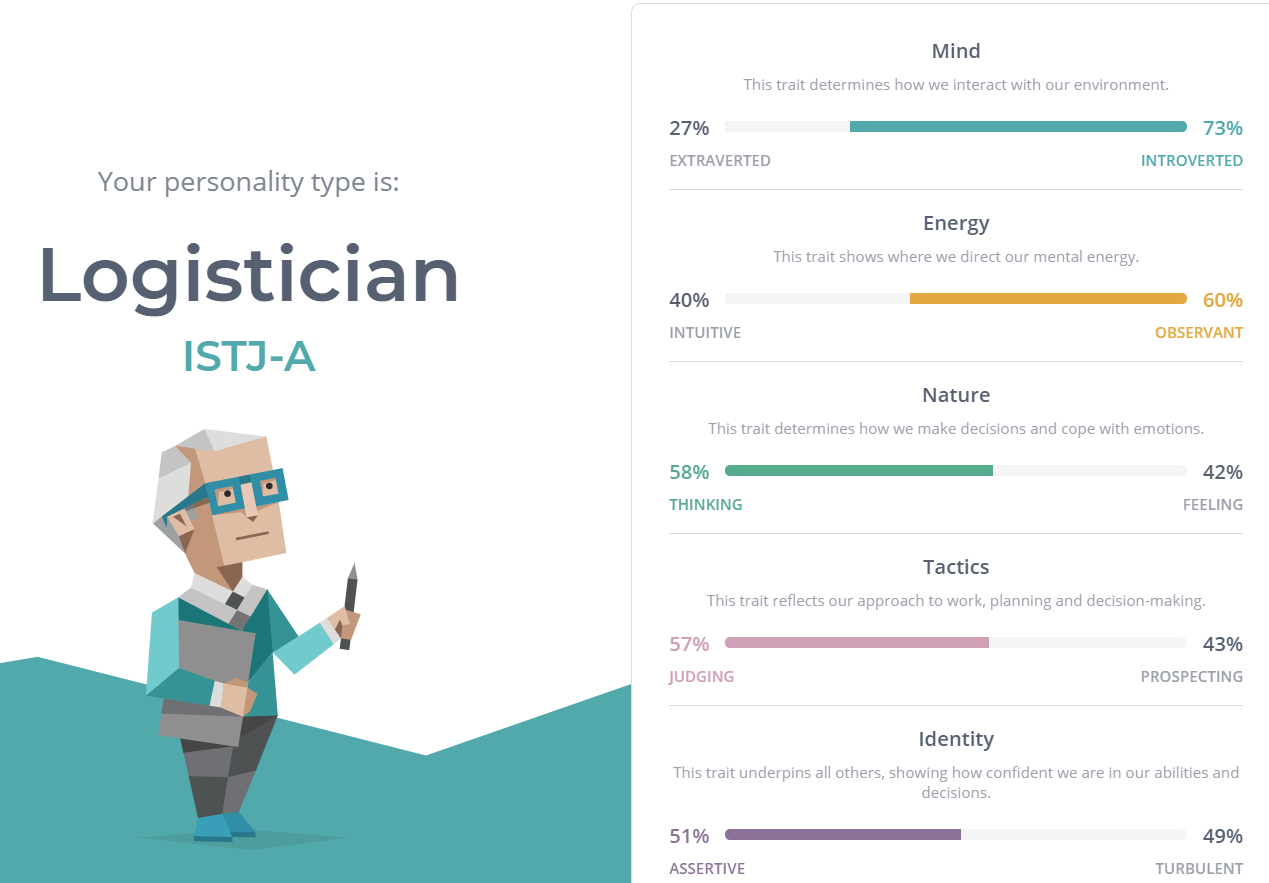 Your personality type is:
Logistician
ISTJ-A
Mind
This trait determines how we interact with our environment.
27% 73%
EXTRAVERTED INTROVERTED
Energy
This trait shows where we direct our mental energy.
40% 60%
INTUITIVE OBSERVANT
Nature
This trait determines how we make decisions and cope with emotions.
58% 42%
THINKING FEELING
Tactics
This trait reflects our approach to work, planning and decision-making.
57% 43%
JUDGING PROSPECTING
Identity
This trait underpins all others, showing how confident we are in our abilities and
decisions.
51% 49%
ASSERTIVE TURBULENT